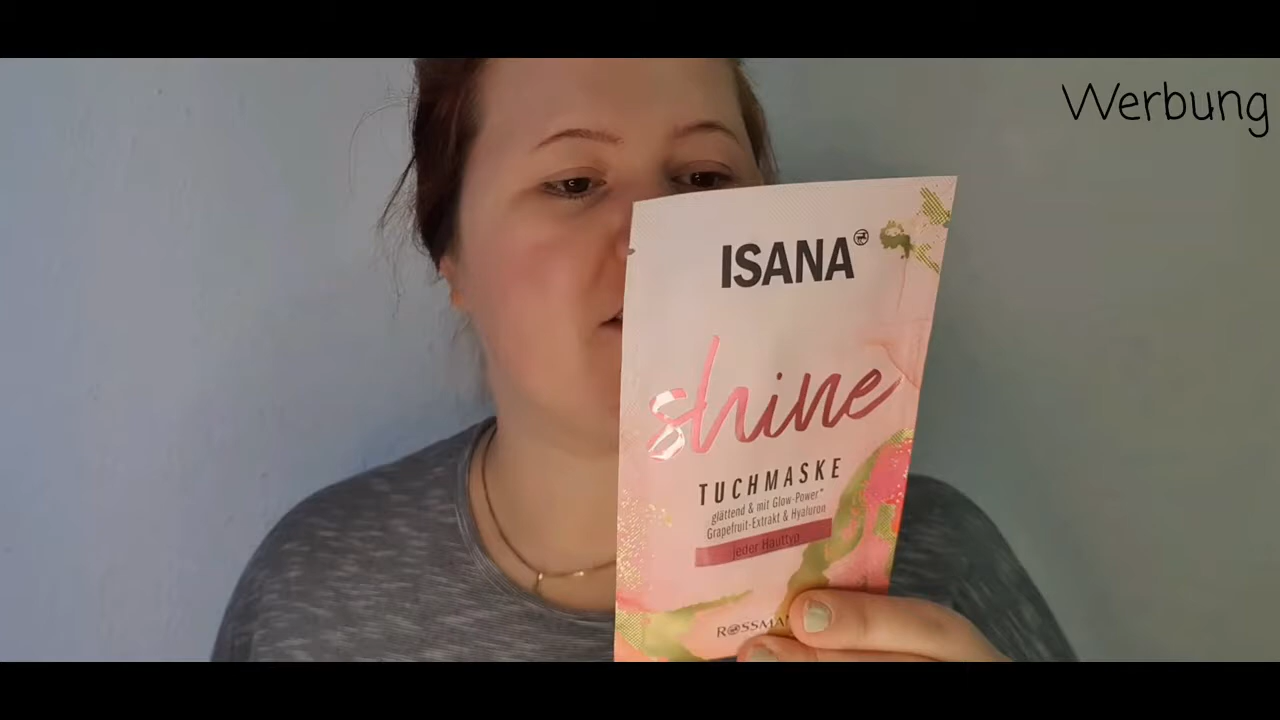 Werbung
ISANA
shine
TUCHMASKE
glättend & mit Glow-Power*
Grapefruit-Extrakt & Hyaluron
jeder Hauttyp